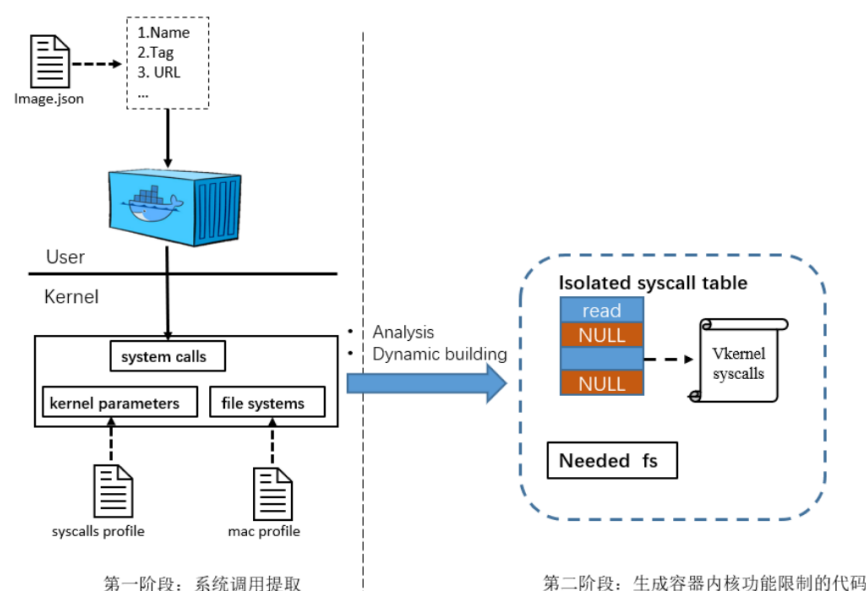 1.Name
2.Tag
3. URL
...
Image.json
User
Kernel
system calls
kernel parameters
file systems
syscalls profile
mac profile
• Analysis
• Dynamic building
Isolated syscall table
read
NULL
NULL
Vkernel
syscalls
Needed fs
第一阶段：系统调用提取
第二阶段：生成容器内核功能限制的代码